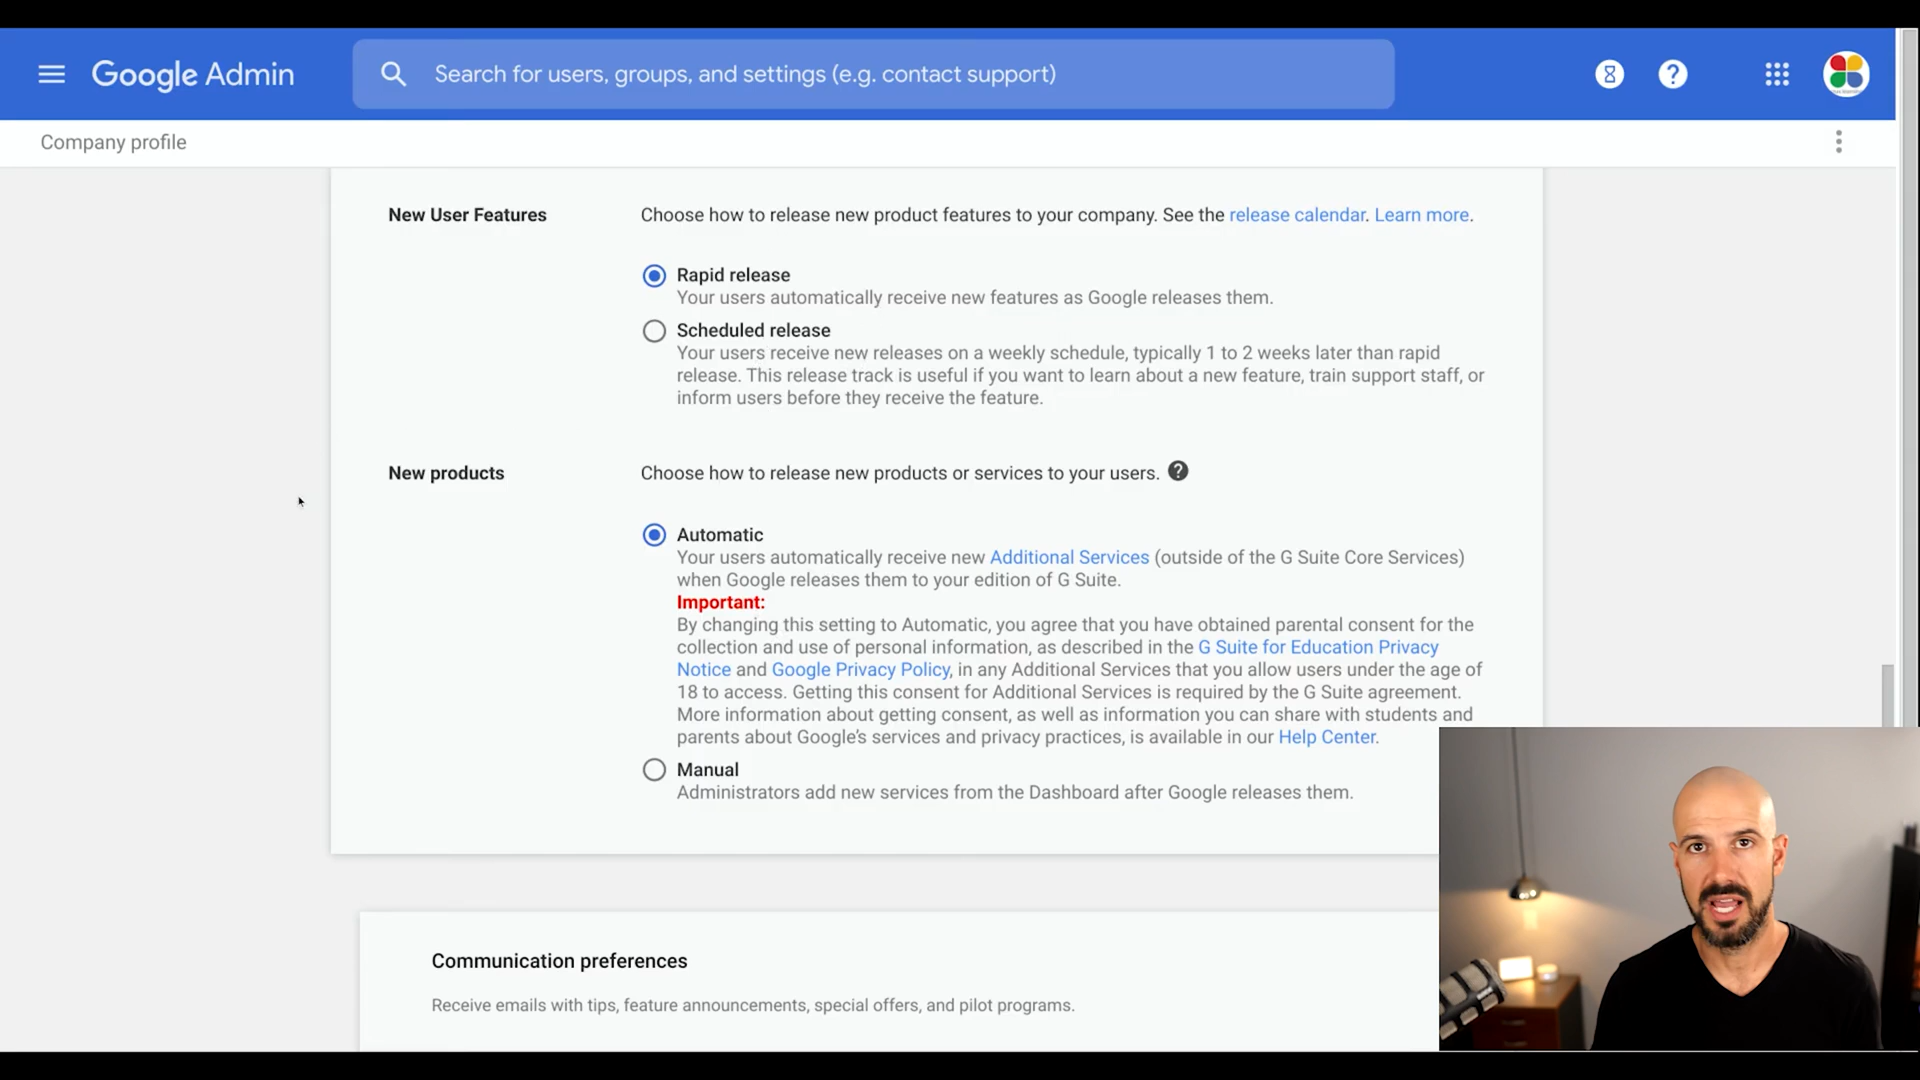 Google Admin
Search for users, groups, and settings (e.g. contact support)
Company profile
New User Features
Choose how to release new product features to your company. See the release calendar. Learn more.
Rapid release
Your users automatically receive new features as Google releases them.
Scheduled release
Your users receive new releases on a weekly schedule, typically 1 to 2 weeks later than rapid
release. This release track is useful if you want to learn about a new feature, train support staff, or
inform users before they receive the feature.
New products
Choose how to release new products or services to your users.
Automatic
Your users automatically receive new Additional Services (outside of the G Suite Core Services)
when Google releases them to your edition of G Suite.
Important:
By changing this setting to Automatic, you agree that you have obtained parental consent for the
collection and use of personal information, as described in the G Suite for Education Privacy
Notice and Google Privacy Policy, in any Additional Services that you allow users under the age of
18 to access. Getting this consent for Additional Services is required by the G Suite agreement.
More information about getting consent, as well as information you can share with students and
parents about Google's services and privacy practices, is available in our Help Center.
Manual
Administrators add new services from the Dashboard after Google releases them.
Communication preferences
Receive emails with tips, feature announcements, special offers, and pilot programs.